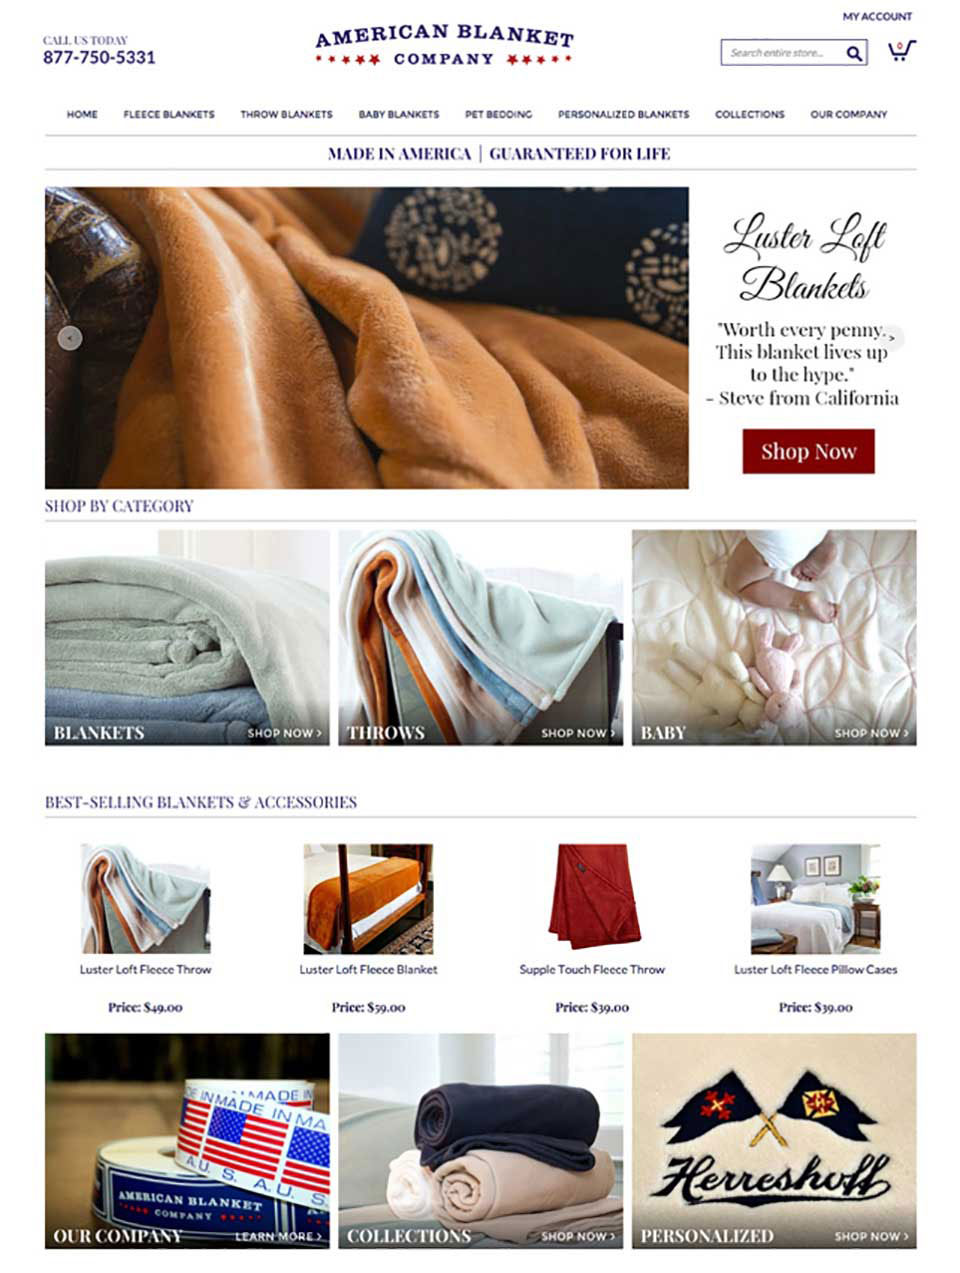 MY ACCOUNT
CALL US TODAY
877-750-5331
AMERICAN BLANKET
COMPANY
Search entire store...
0
HOME FLEECE BLANKETS THROW BLANKETS BABY BLANKETS PET BEDDING PERSONALIZED BLANKETS COLLECTIONS OUR COMPANY
MADE IN AMERICA | GUARANTEED FOR LIFE
Luster Loft
Blankets
"Worth every penny.
This blanket lives up
to the hype."
- Steve from California
Shop Now
< >
SHOP BY CATEGORY
BLANKETS SHOP NOW >
THROWS SHOP NOW >
BABY SHOP NOW >
BEST-SELLING BLANKETS & ACCESSORIES
Luster Loft Fleece Throw
Price: $49.00
Luster Loft Fleece Blanket
Price: $59.00
Supple Touch Fleece Throw
Price: $39.00
Luster Loft Fleece Pillow Cases
Price: $39.00
MADE IN
MADE IN MA
U.S. A.U.S
AMERICAN BLANKET
COMPANY
OUR COMPANY LEARN MORE >
COLLECTIONS SHOP NOW >
Herreshoff
PERSONALIZED SHOP NOW >